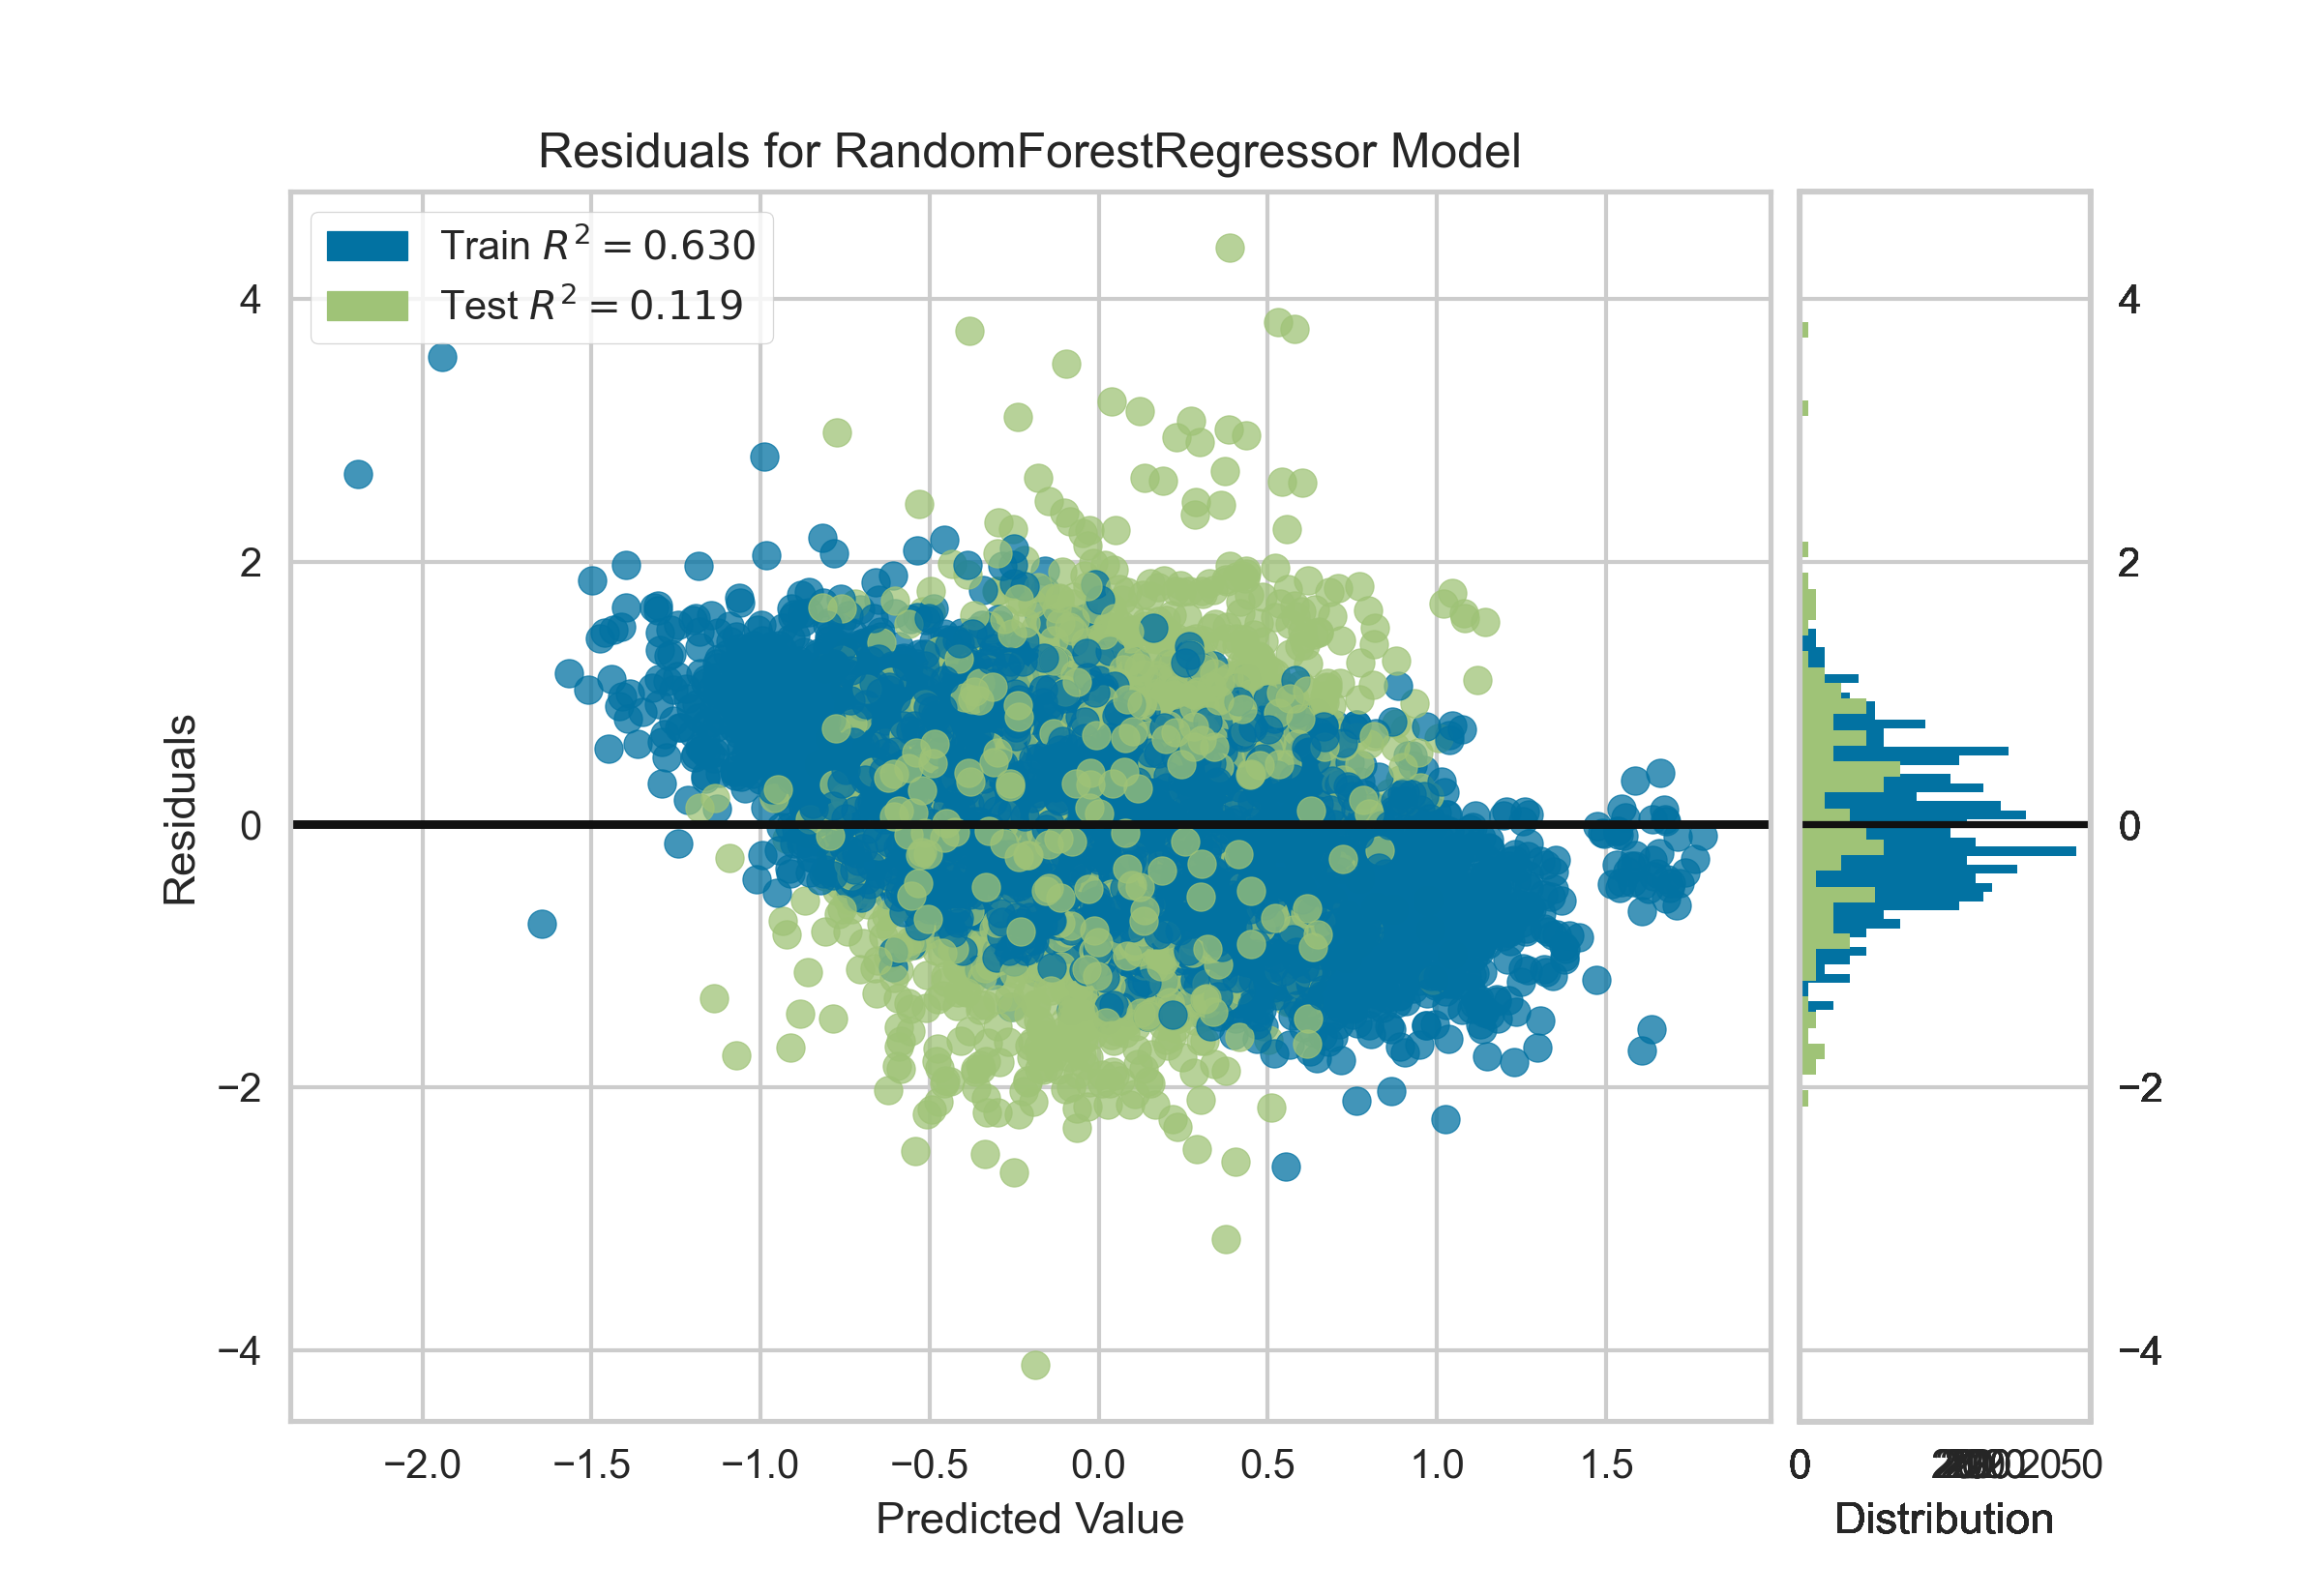 Residuals for RandomForestRegressor Model
Train R² = 0.630
Test R² = 0.119
Residuals
4
2
0
−2
−4
−2.0 −1.5 −1.0 −0.5 0.0 0.5 1.0 1.5
Predicted Value
4
2
0
−2
−4
0
Distribution